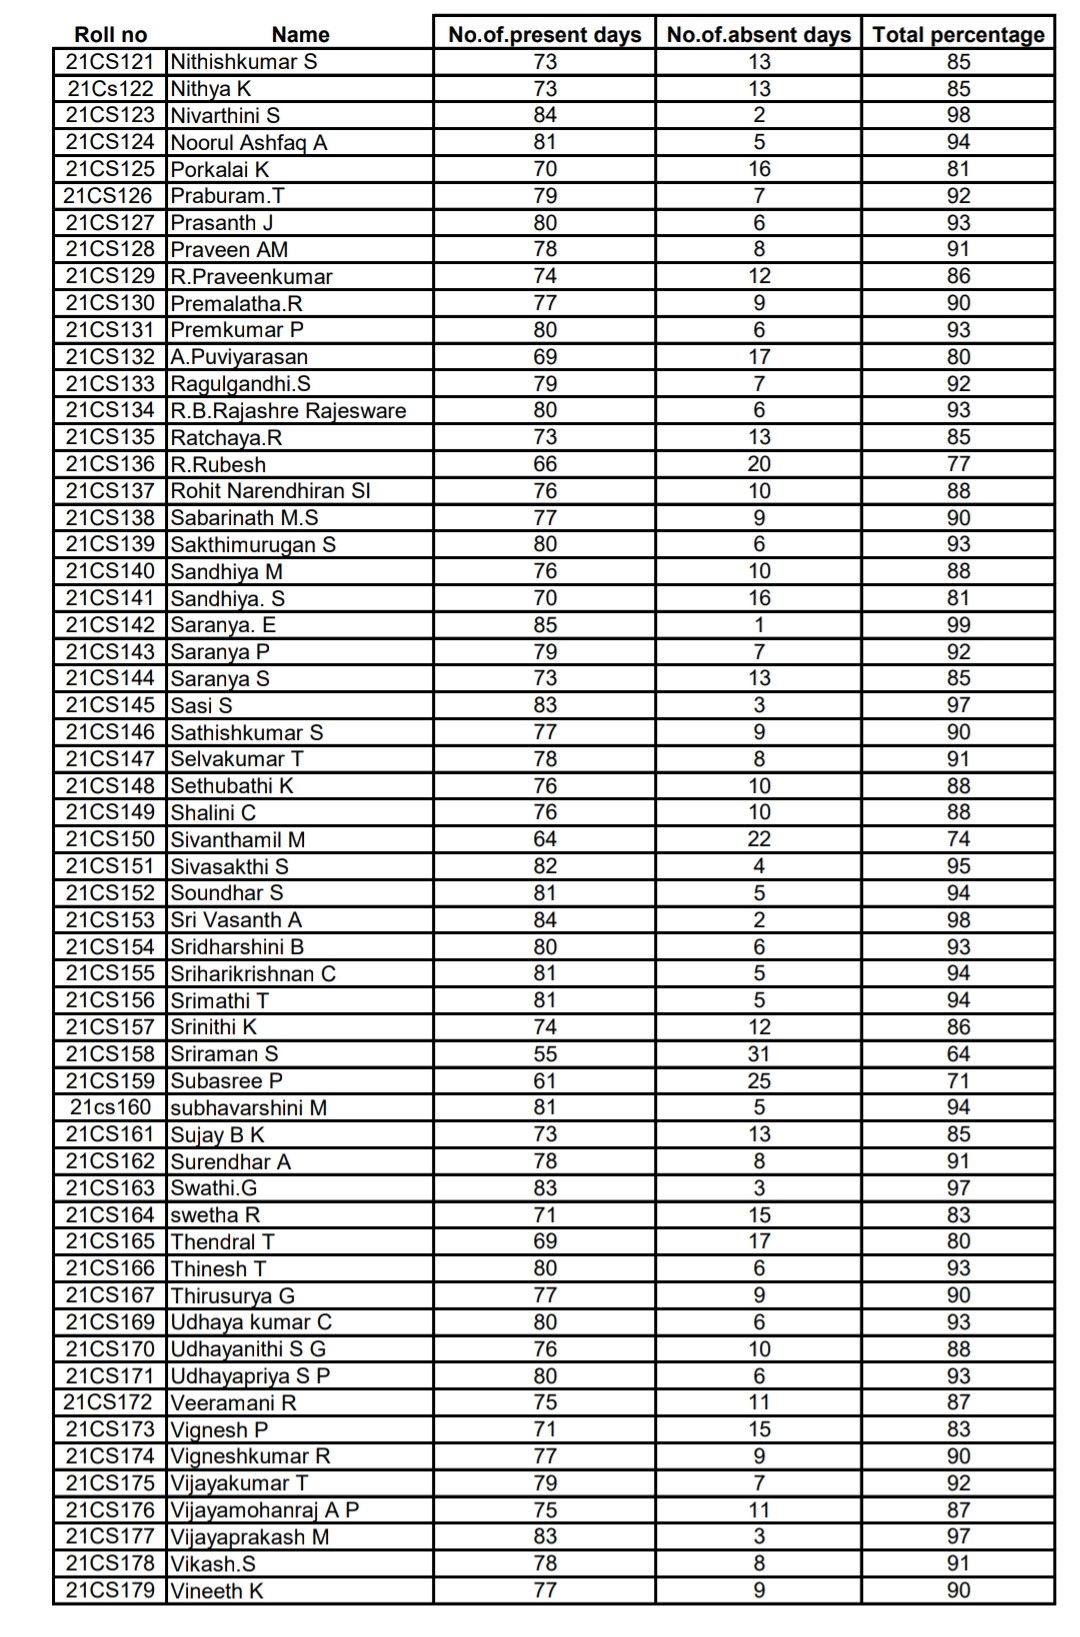 Roll no Name No.of.present days No.of.absent days Total percentage
21CS121 Nithishkumar S 73 13 85
21Cs122 Nithya K 73 13 85
21CS123 Nivarthini S 84 2 98
21CS124 Noorul Ashfaq A 81 5 94
21CS125 Porkalai K 70 16 81
21CS126 Praburam.T 79 7 92
21CS127 Prasanth J 80 6 93
21CS128 Praveen AM 78 8 91
21CS129 R.Praveenkumar 74 12 86
21CS130 Premalatha.R 77 9 90
21CS131 Premkumar P 80 6 93
21CS132 A.Puviyarasan 69 17 80
21CS133 Ragulgandhi.S 79 7 92
21CS134 R.B.Rajashre Rajesware 80 6 93
21CS135 Ratchaya.R 73 13 85
21CS136 R.Rubesh 66 20 77
21CS137 Rohit Narendhiran SI 76 10 88
21CS138 Sabarinath M.S 77 9 90
21CS139 Sakthimurugan S 80 6 93
21CS140 Sandhiya M 76 10 88
21CS141 Sandhiya. S 70 16 81
21CS142 Saranya. E 85 1 99
21CS143 Saranya P 79 7 92
21CS144 Saranya S 73 13 85
21CS145 Sasi S 83 3 97
21CS146 Sathishkumar S 77 9 90
21CS147 Selvakumar T 78 8 91
21CS148 Sethubathi K 76 10 88
21CS149 Shalini C 76 10 88
21CS150 Sivanthamil M 64 22 74
21CS151 Sivasakthi S 82 4 95
21CS152 Soundhar S 81 5 94
21CS153 Sri Vasanth A 84 2 98
21CS154 Sridharshini B 80 6 93
21CS155 Sriharikrishnan C 81 5 94
21CS156 Srimathi T 81 5 94
21CS157 Srinithi K 74 12 86
21CS158 Sriraman S 55 31 64
21CS159 Subasree P 61 25 71
21cs160 subhavarshini M 81 5 94
21CS161 Sujay B K 73 13 85
21CS162 Surendhar A 78 8 91
21CS163 Swathi.G 83 3 97
21CS164 swetha R 71 15 83
21CS165 Thendral T 69 17 80
21CS166 Thinesh T 80 6 93
21CS167 Thirusurya G 77 9 90
21CS169 Udhaya kumar C 80 6 93
21CS170 Udhayanithi S G 76 10 88
21CS171 Udhayapriya S P 80 6 93
21CS172 Veeramani R 75 11 87
21CS173 Vignesh P 71 15 83
21CS174 Vigneshkumar R 77 9 90
21CS175 Vijayakumar T 79 7 92
21CS176 Vijayamohanraj A P 75 11 87
21CS177 Vijayaprakash M 83 3 97
21CS178 Vikash.S 78 8 91
21CS179 Vineeth K 77 9 90